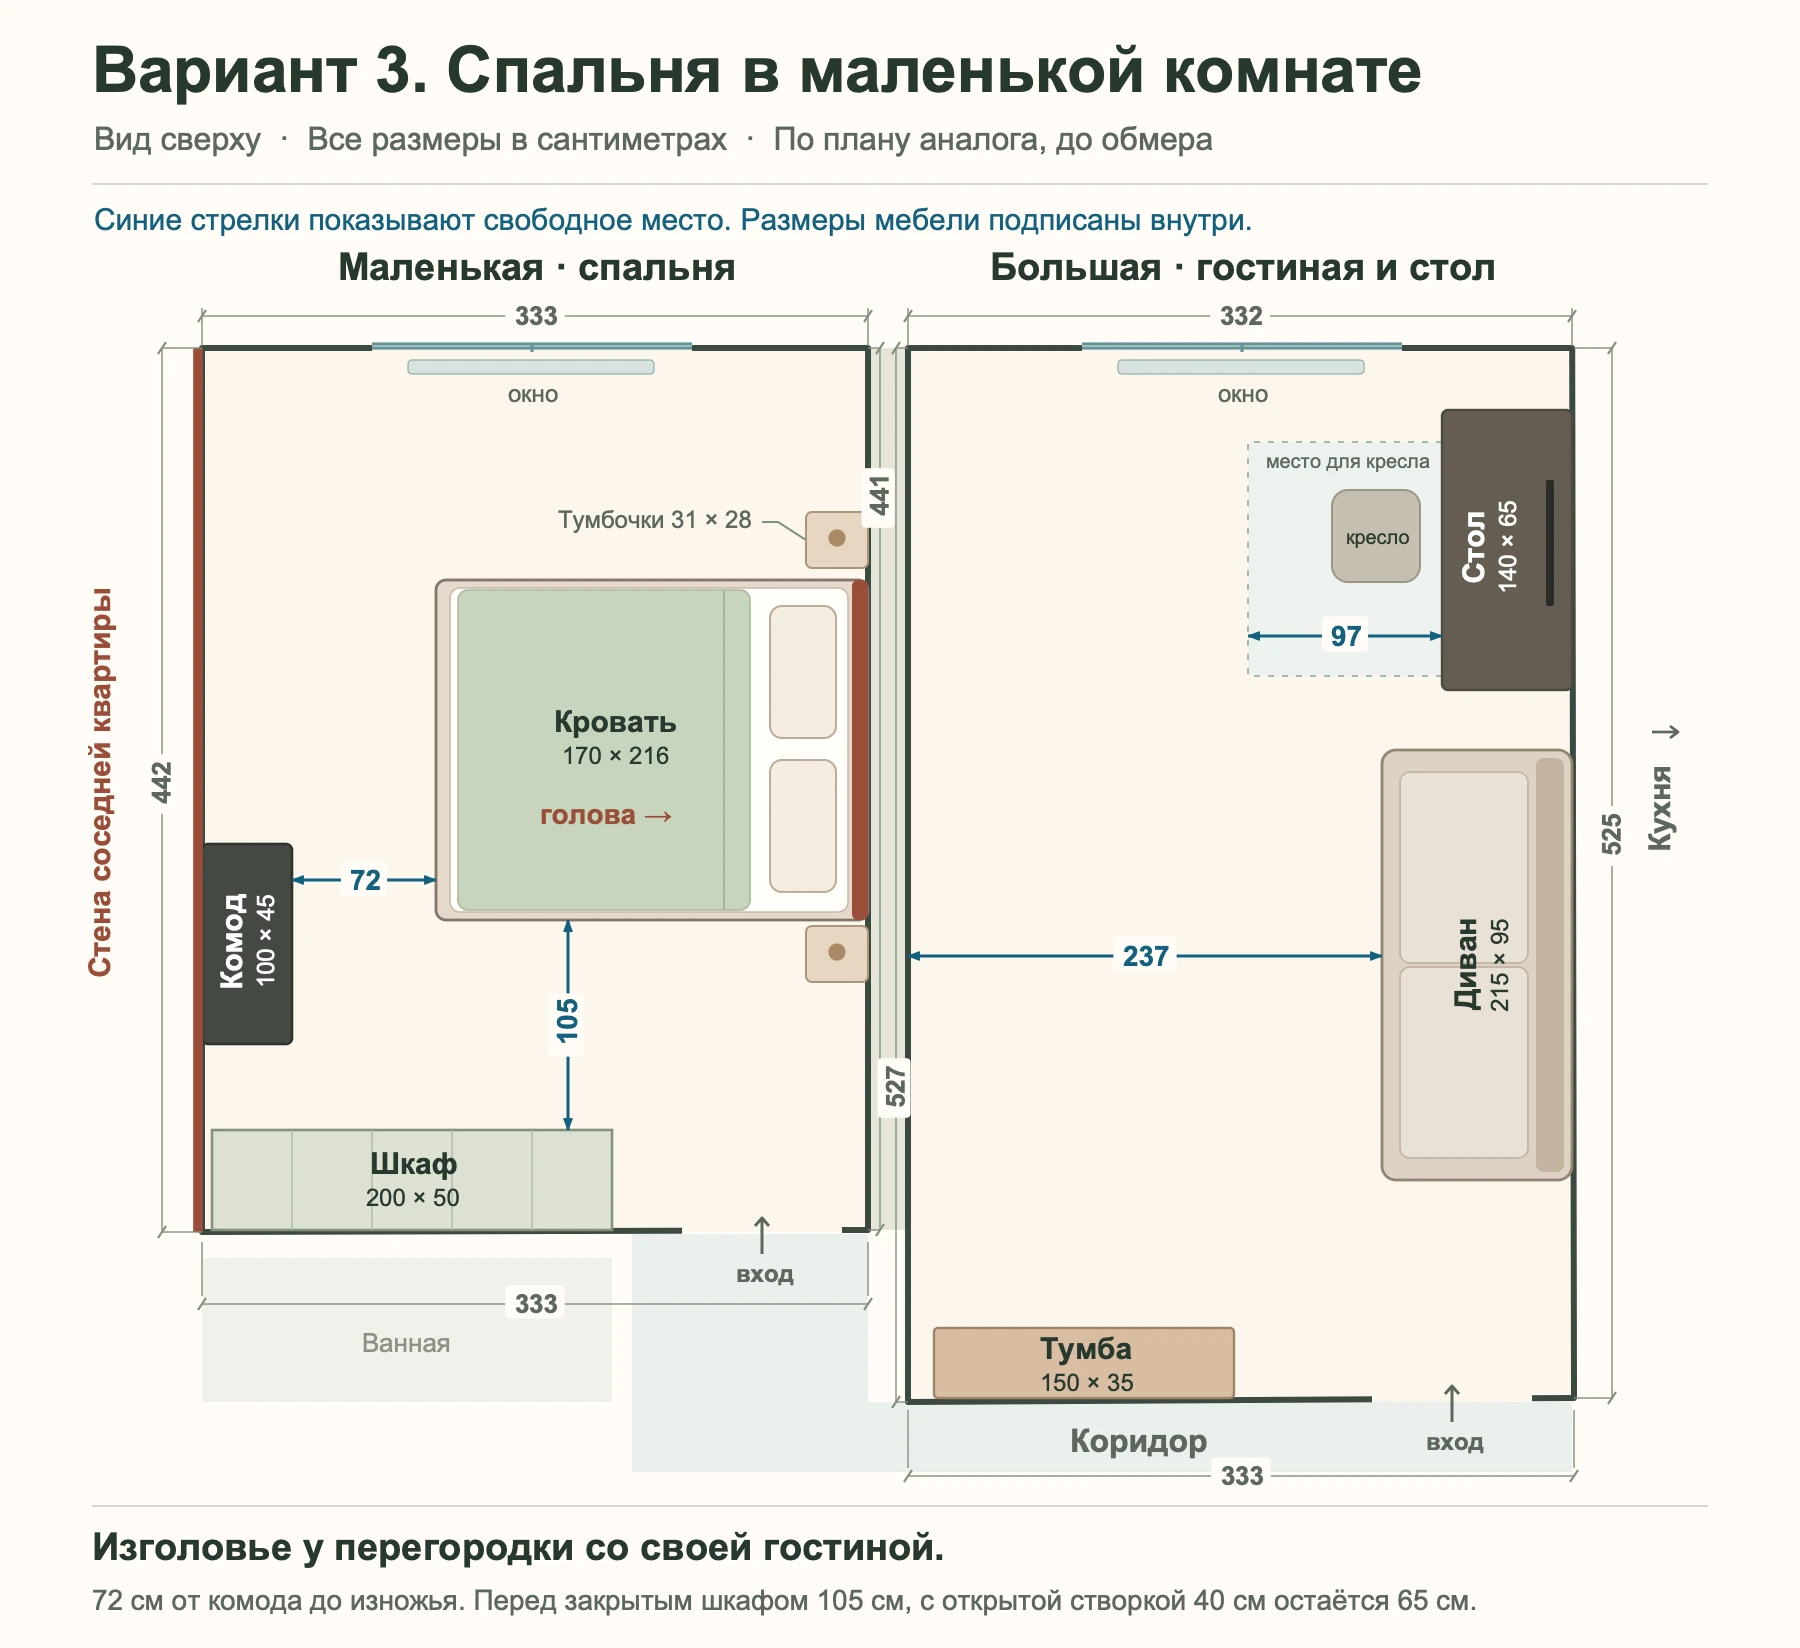 Вариант 3. Спальня в маленькой комнате
Вид сверху · Все размеры в сантиметрах · По плану аналога, до обмера
Синие стрелки показывают свободное место. Размеры мебели подписаны внутри.
Маленькая · спальня
Большая · гостиная и стол
333
332
окно
окно
441
442
Стена соседней квартиры
Тумбочки 31 × 28
Кровать
170 × 216
голова →
Комод
100 × 45
72
105
Шкаф
200 × 50
вход
333
Ванная
527
место для кресла
кресло
Стол
140 × 65
97
237
Диван
215 × 95
525
Кухня →
Тумба
150 × 35
Коридор
вход
333
Изголовье у перегородки со своей гостиной.
72 см от комода до изножья. Перед закрытым шкафом 105 см, с открытой створкой 40 см остаётся 65 см.